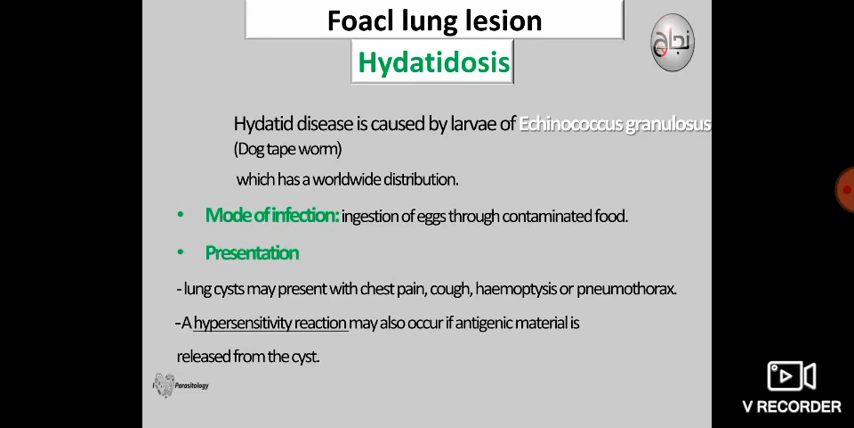 Foacl lung lesion
Hydatidosis
نجاح
Hydatid disease is caused by larvae of Echinococcus granulosus
(Dog tape worm)
which has a worldwide distribution.
• Mode of infection: ingestion of eggs through contaminated food.
• Presentation
- lung cysts may present with chest pain, cough, haemoptysis or pneumothorax.
-A hypersensitivity reaction may also occur if antigenic material is
released from the cyst.
Parasitology
V RECORDER